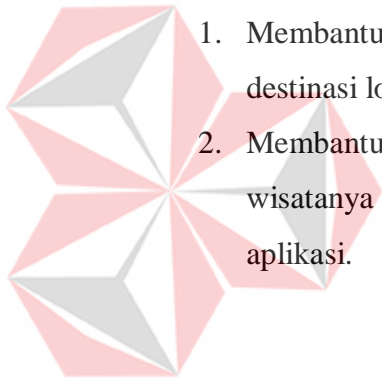 1. Membantu
destinasi lo
2. Membantu
wisatanya
aplikasi.